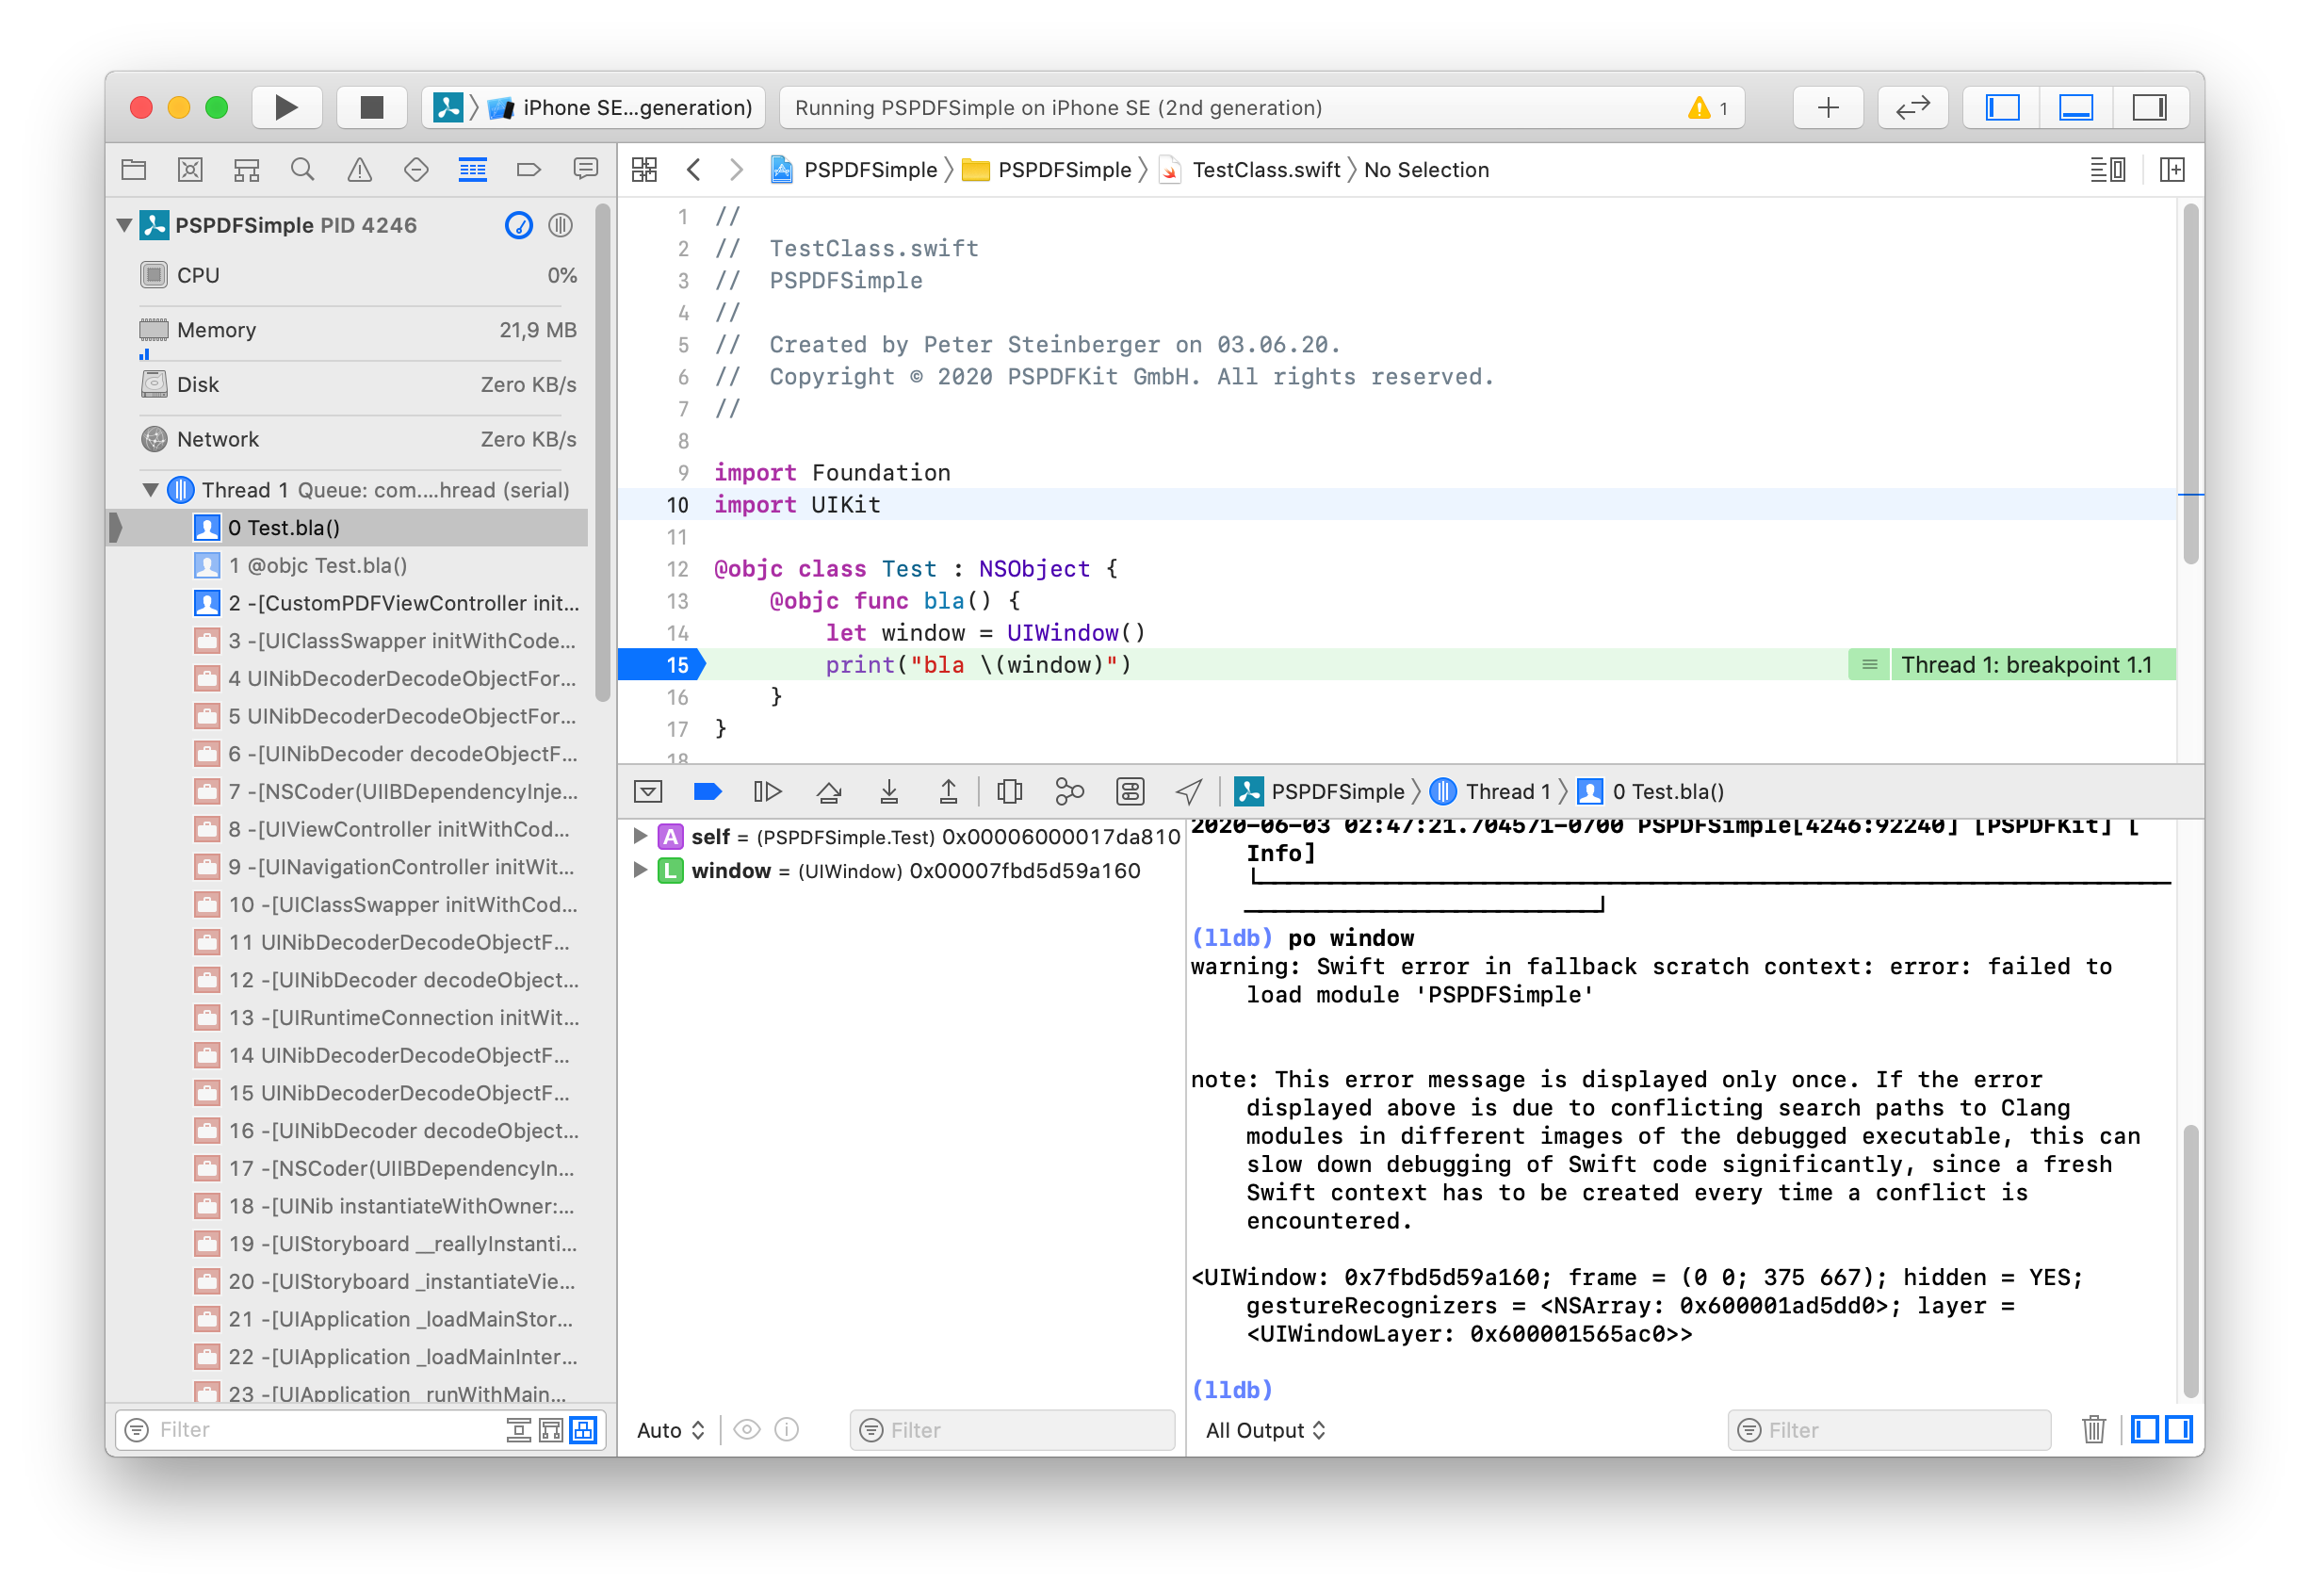 iPhone SE...generation)
Running PSPDFSimple on iPhone SE (2nd generation)
1
PSPDFSimple PID 4246
CPU 0%
Memory 21,9 MB
Disk Zero KB/s
Network Zero KB/s
Thread 1 Queue: com....hread (serial)
0 Test.bla()
1 @objc Test.bla()
2 -[CustomPDFViewController init...
3 -[UIClassSwapper initWithCode...
4 UINibDecoderDecodeObjectFor...
5 UINibDecoderDecodeObjectFor...
6 -[UINibDecoder decodeObjectF...
7 -[NSCoder(UIIBDependencyInje...
8 -[UIViewController initWithCod...
9 -[UINavigationController initWit...
10 -[UIClassSwapper initWithCod...
11 UINibDecoderDecodeObjectF...
12 -[UINibDecoder decodeObject...
13 -[UIRuntimeConnection initWit...
14 UINibDecoderDecodeObjectF...
15 UINibDecoderDecodeObjectF...
16 -[UINibDecoder decodeObject...
17 -[NSCoder(UIIBDependencyIn...
18 -[UINib instantiateWithOwner:...
19 -[UIStoryboard __reallyInstanti...
20 -[UIStoryboard _instantiateVie...
21 -[UIApplication _loadMainStor...
22 -[UIApplication _loadMainInter...
23 -[UIApplication _runWithMain...
Filter
PSPDFSimple PSPDFSimple TestClass.swift No Selection
1 //
2 //  TestClass.swift
3 //  PSPDFSimple
4 //
5 //  Created by Peter Steinberger on 03.06.20.
6 //  Copyright © 2020 PSPDFKit GmbH. All rights reserved.
7 //
8
9 import Foundation
10 import UIKit
11
12 @objc class Test : NSObject {
13     @objc func bla() {
14         let window = UIWindow()
15         print("bla \(window)")
Thread 1: breakpoint 1.1
16     }
17 }
18
PSPDFSimple Thread 1 0 Test.bla()
A self = (PSPDFSimple.Test) 0x00006000017da810
L window = (UIWindow) 0x00007fbd5d59a160
Auto
Filter
2020-06-03 02:47:21.704571-0700 PSPDFSimple[4246:92240] [PSPDFKit] [
Info]
(lldb) po window
warning: Swift error in fallback scratch context: error: failed to
load module 'PSPDFSimple'
note: This error message is displayed only once. If the error
displayed above is due to conflicting search paths to Clang
modules in different images of the debugged executable, this can
slow down debugging of Swift code significantly, since a fresh
Swift context has to be created every time a conflict is
encountered.
<UIWindow: 0x7fbd5d59a160; frame = (0 0; 375 667); hidden = YES;
gestureRecognizers = <NSArray: 0x600001ad5dd0>; layer =
<UIWindowLayer: 0x600001565ac0>>
(lldb)
All Output
Filter